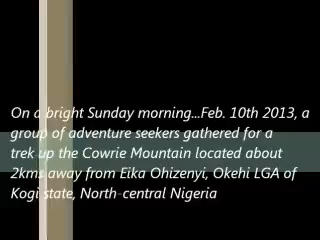 On a bright Sunday morning...Feb. 10th 2013, a
group of adventure seekers gathered for a
trek up the Cowrie Mountain located about
2kms away from Eika Ohizenyi, Okehi LGA of
Kogi state, North-central Nigeria